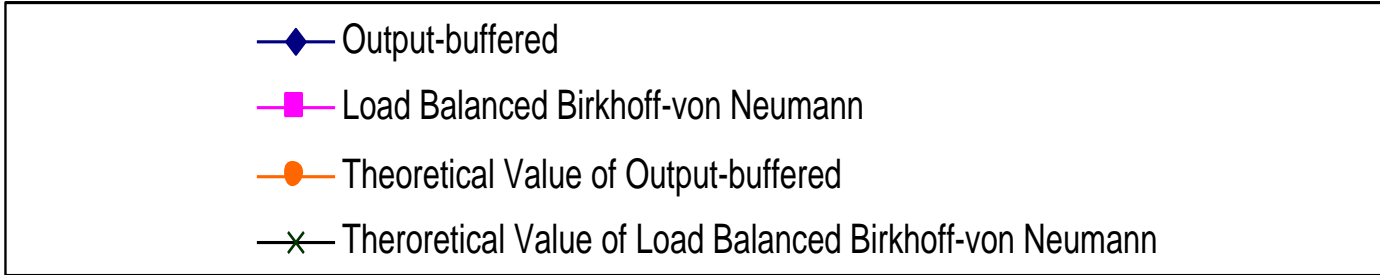 Output-buffered
Load Balanced Birkhoff-von Neumann
Theoretical Value of Output-buffered
Theroretical Value of Load Balanced Birkhoff-von Neumann